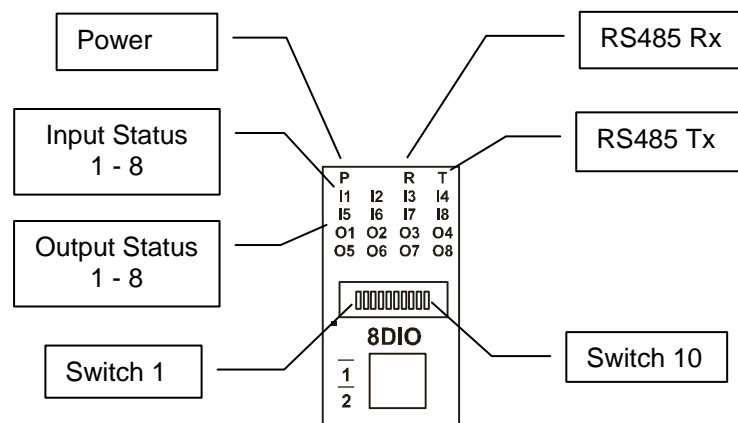 Power
RS485 Rx
Input Status
1 - 8
RS485 Tx
P R T
I1 I2 I3 I4
I5 I6 I7 I8
O1 O2 O3 O4
O5 O6 O7 O8
Output Status
1 - 8
8DIO
Switch 1
Switch 10
1
2